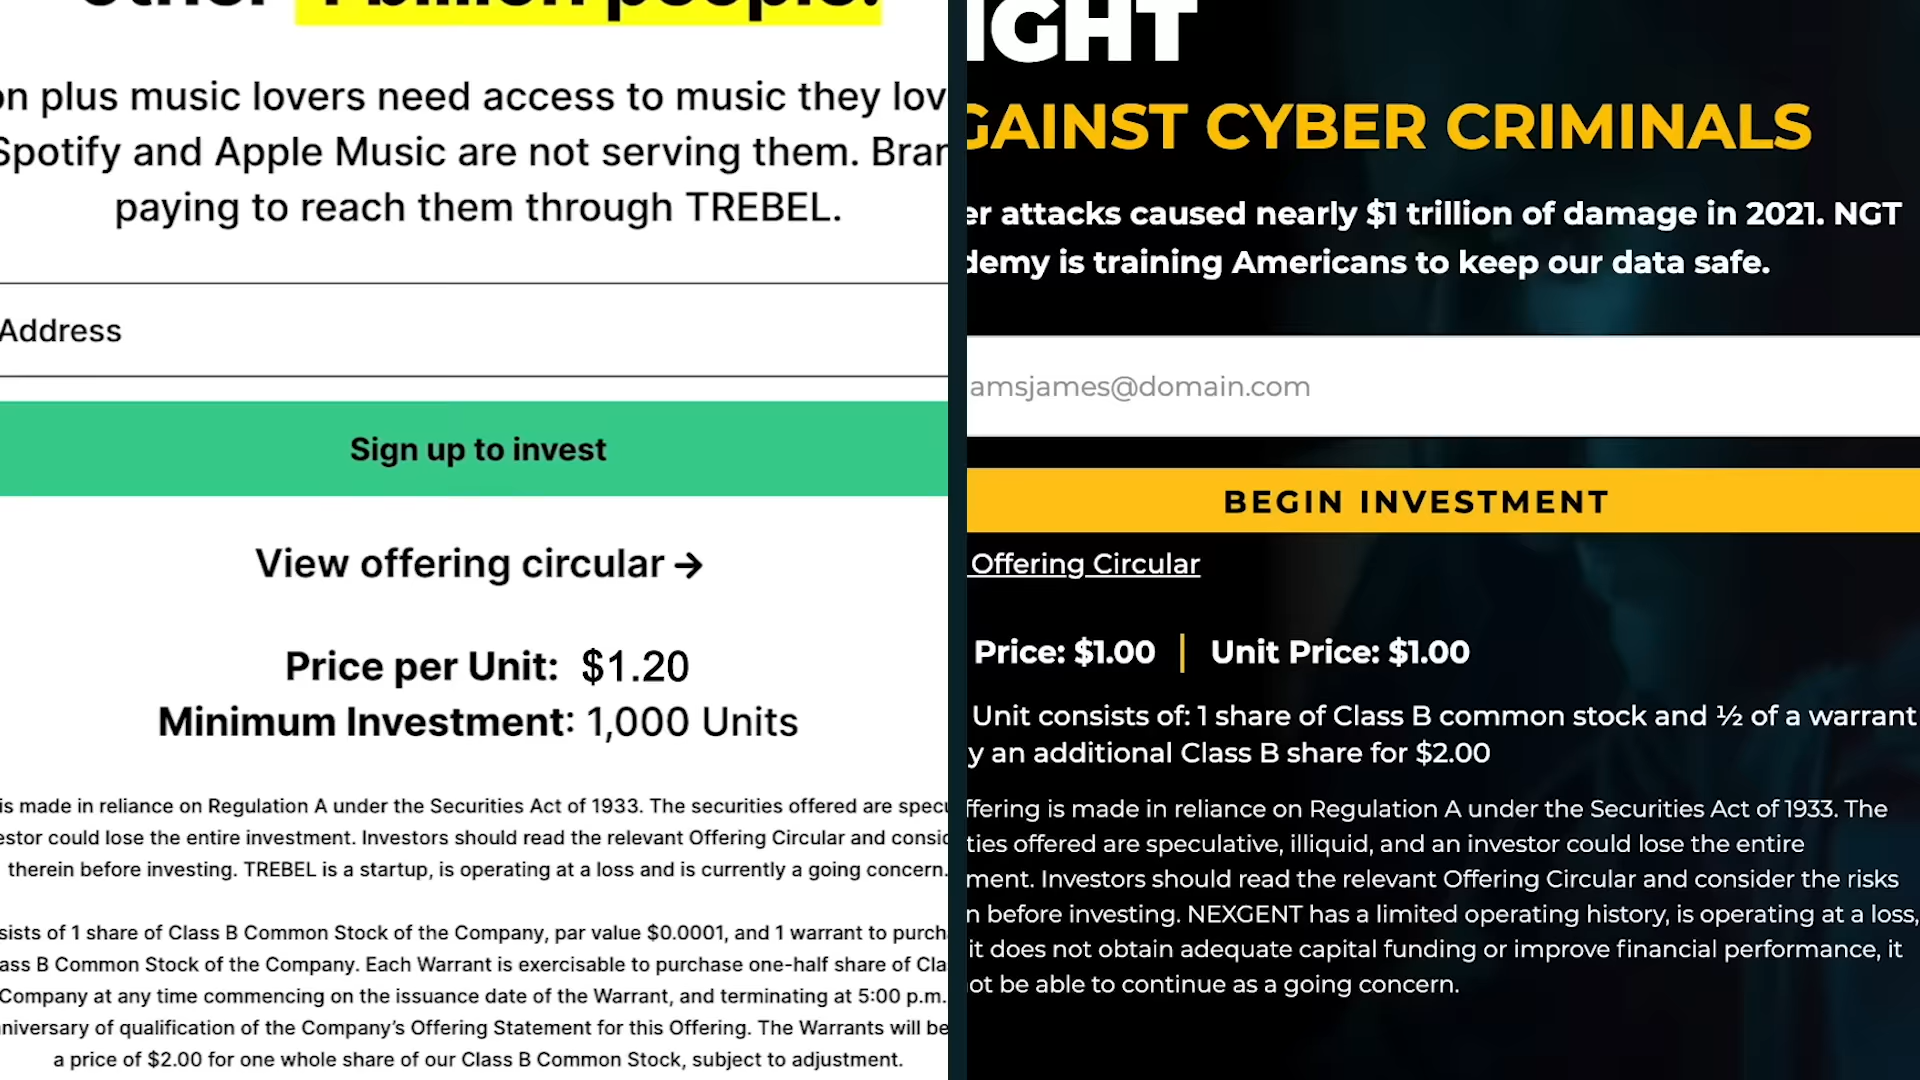 other 4 billion people.
on plus music lovers need access to music they lov
Spotify and Apple Music are not serving them. Bran
paying to reach them through TREBEL.
Address
Sign up to invest
View offering circular →
Price per Unit: $1.20
Minimum Investment: 1,000 Units
is made in reliance on Regulation A under the Securities Act of 1933. The securities offered are specu
estor could lose the entire investment. Investors should read the relevant Offering Circular and consid
therein before investing. TREBEL is a startup, is operating at a loss and is currently a going concern.
sists of 1 share of Class B Common Stock of the Company, par value $0.0001, and 1 warrant to purch
ass B Common Stock of the Company. Each Warrant is exercisable to purchase one-half share of Cla
Company at any time commencing on the issuance date of the Warrant, and terminating at 5:00 p.m.
niversary of qualification of the Company's Offering Statement for this Offering. The Warrants will be
a price of $2.00 for one whole share of our Class B Common Stock, subject to adjustment.
IGHT
GAINST CYBER CRIMINALS
er attacks caused nearly $1 trillion of damage in 2021. NGT
demy is training Americans to keep our data safe.
amsjames@domain.com
BEGIN INVESTMENT
Offering Circular
Price: $1.00 | Unit Price: $1.00
Unit consists of: 1 share of Class B common stock and ½ of a warrant
y an additional Class B share for $2.00
ffering is made in reliance on Regulation A under the Securities Act of 1933. The
ties offered are speculative, illiquid, and an investor could lose the entire
ment. Investors should read the relevant Offering Circular and consider the risks
n before investing. NEXGENT has a limited operating history, is operating at a loss,
it does not obtain adequate capital funding or improve financial performance, it
ot be able to continue as a going concern.